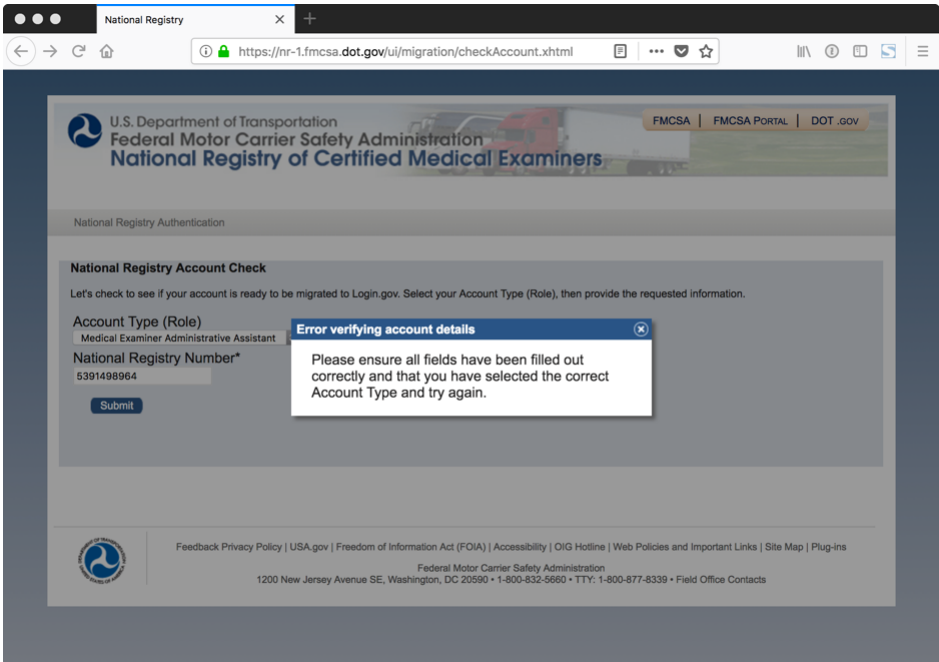 National Registry
https://nr-1.fmcsa.dot.gov/ui/migration/checkAccount.xhtml
U.S. Department of Transportation
Federal Motor Carrier Safety Administration
National Registry of Certified Medical Examiners
FMCSA | FMCSA PORTAL | DOT .GOV
National Registry Authentication
National Registry Account Check
Let's check to see if your account is ready to be migrated to Login.gov. Select your Account Type (Role), then provide the requested information.
Account Type (Role)
Medical Examiner Administrative Assistant
National Registry Number*
5391498964
Submit
Error verifying account details
Please ensure all fields have been filled out
correctly and that you have selected the correct
Account Type and try again.
Feedback Privacy Policy | USA.gov | Freedom of Information Act (FOIA) | Accessibility | OIG Hotline | Web Policies and Important Links | Site Map | Plug-ins
Federal Motor Carrier Safety Administration
1200 New Jersey Avenue SE, Washington, DC 20590 • 1-800-832-5660 • TTY: 1-800-877-8339 • Field Office Contacts